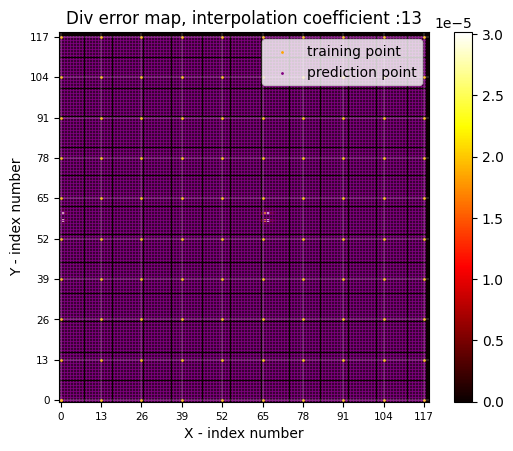 Div error map, interpolation coefficient :13
1e−5
training point
prediction point
117
104
91
78
65
52
39
26
13
0
Y - index number
0 13 26 39 52 65 78 91 104 117
X - index number
3.0
2.5
2.0
1.5
1.0
0.5
0.0